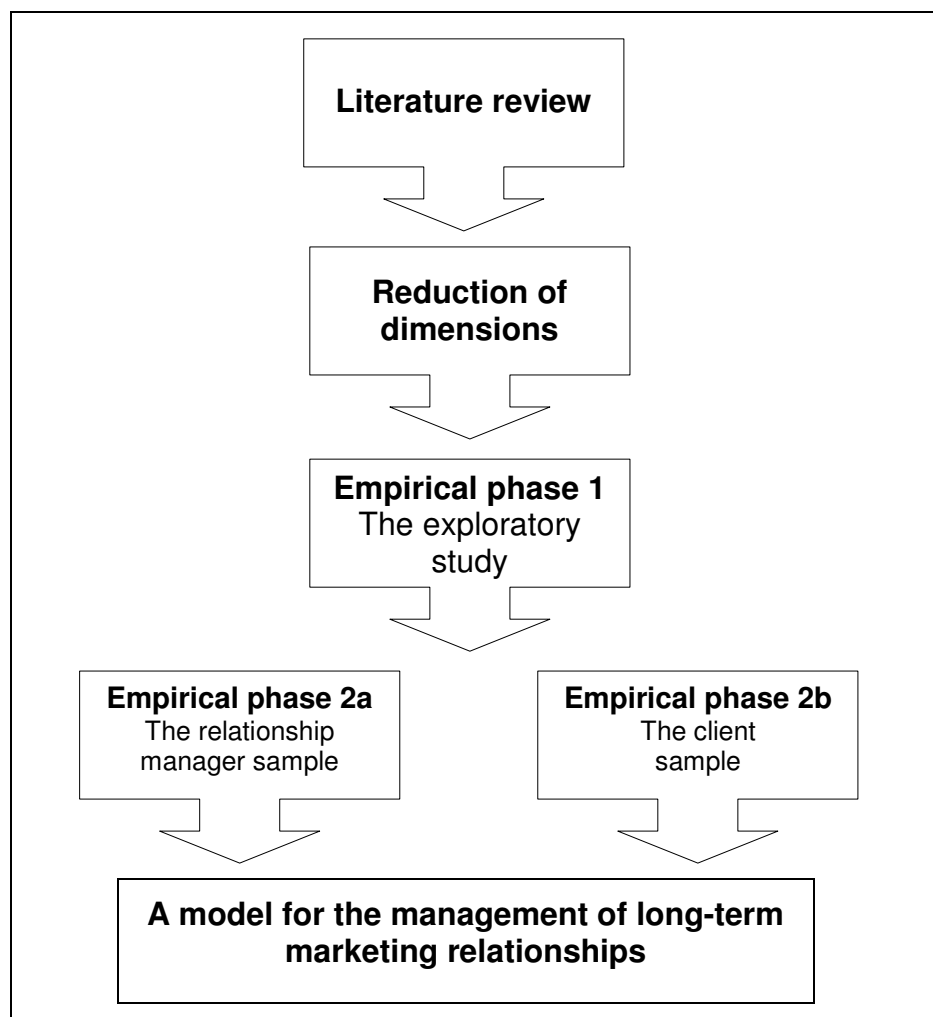 Literature review
Reduction of
dimensions
Empirical phase 1
The exploratory
study
Empirical phase 2a
The relationship
manager sample
Empirical phase 2b
The client
sample
A model for the management of long-term
marketing relationships